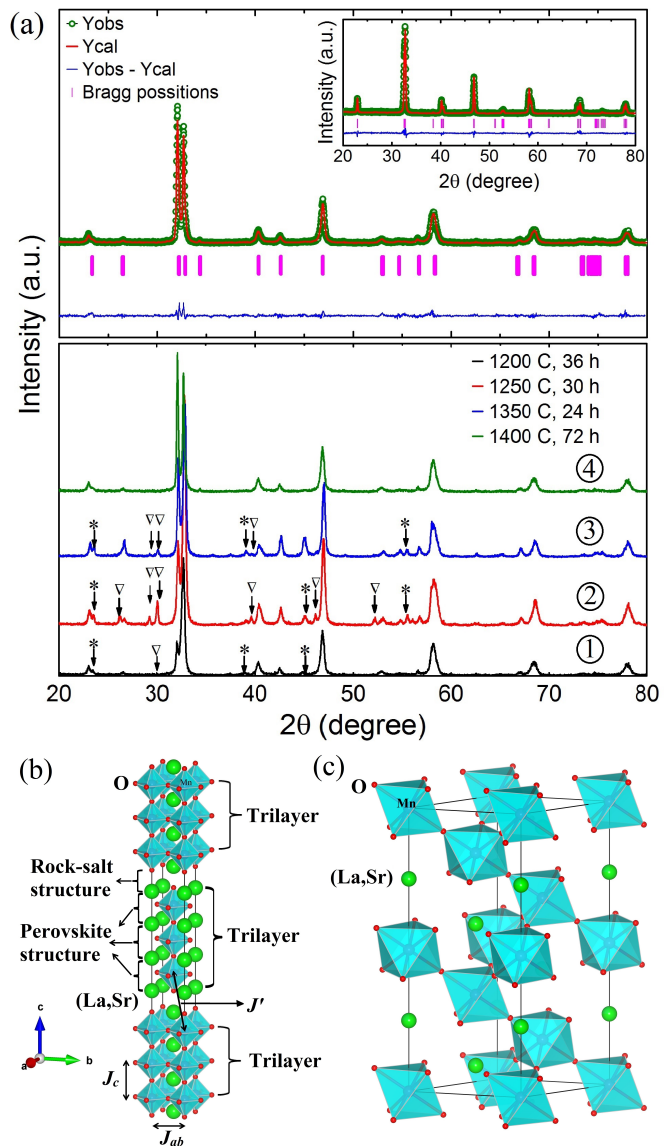 (a)
Yobs
Ycal
Yobs - Ycal
Bragg possitions
Intensity (a.u.)
20 30 40 50 60 70 80
2θ (degree)
Intensity (a.u.)
1200 C, 36 h
1250 C, 30 h
1350 C, 24 h
1400 C, 72 h
④
* ▽ ▽ * ▽ * ③
* ▽ ▽ ▽ ▽ * ▽ ▽ * ②
* ▽ * * ①
20 30 40 50 60 70 80
2θ (degree)
(b)
O
Mn
Trilayer
Rock-salt
structure
Perovskite
structure
Trilayer
(La,Sr)
J′
Trilayer
J_c
J_ab
c
a
b
(c)
O
Mn
(La,Sr)